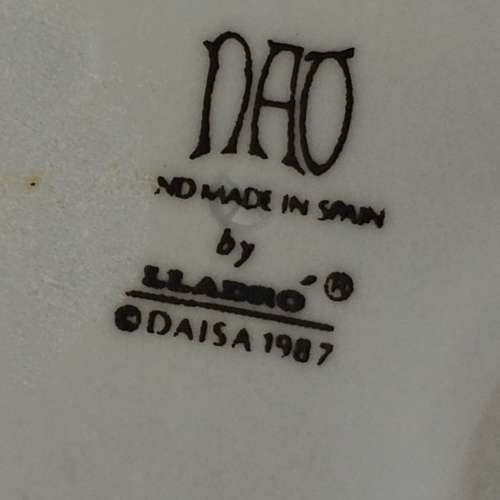 NAO
ND MADE IN SPAIN
by
LLADRÓ ®
© DAISA 1987